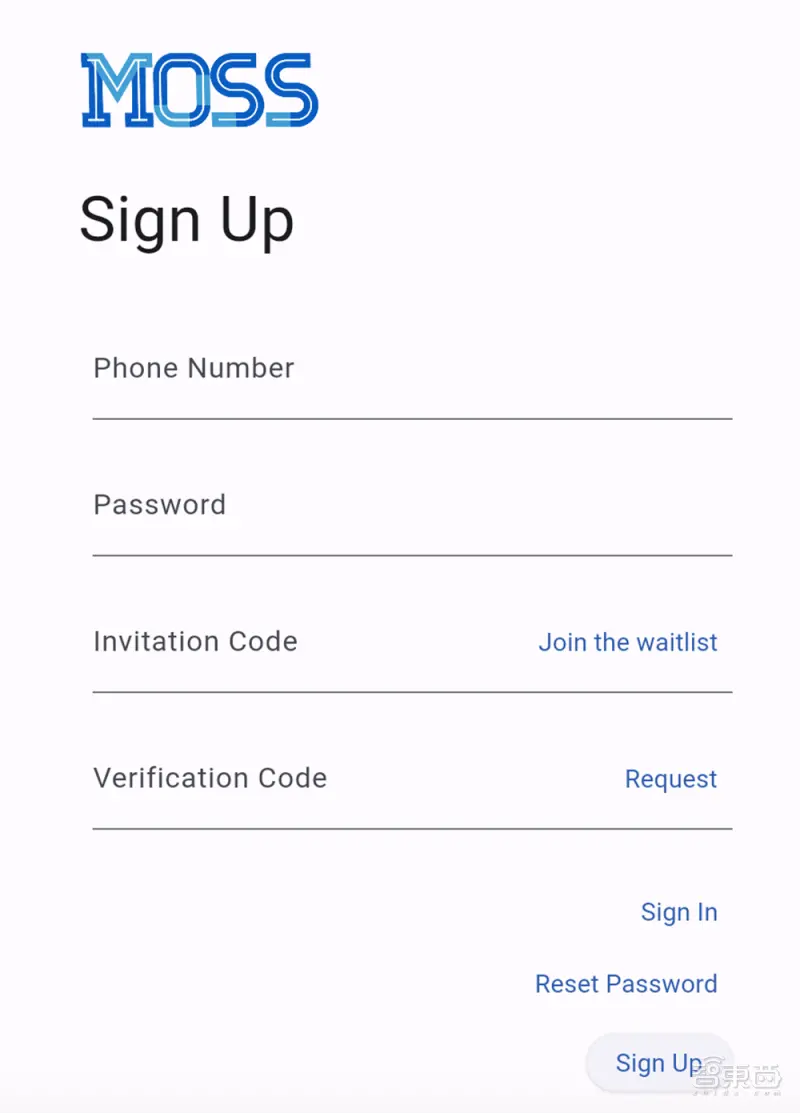 MOSS
Sign Up
Phone Number
Password
Invitation Code Join the waitlist
Verification Code Request
Sign In
Reset Password
Sign Up
智東西